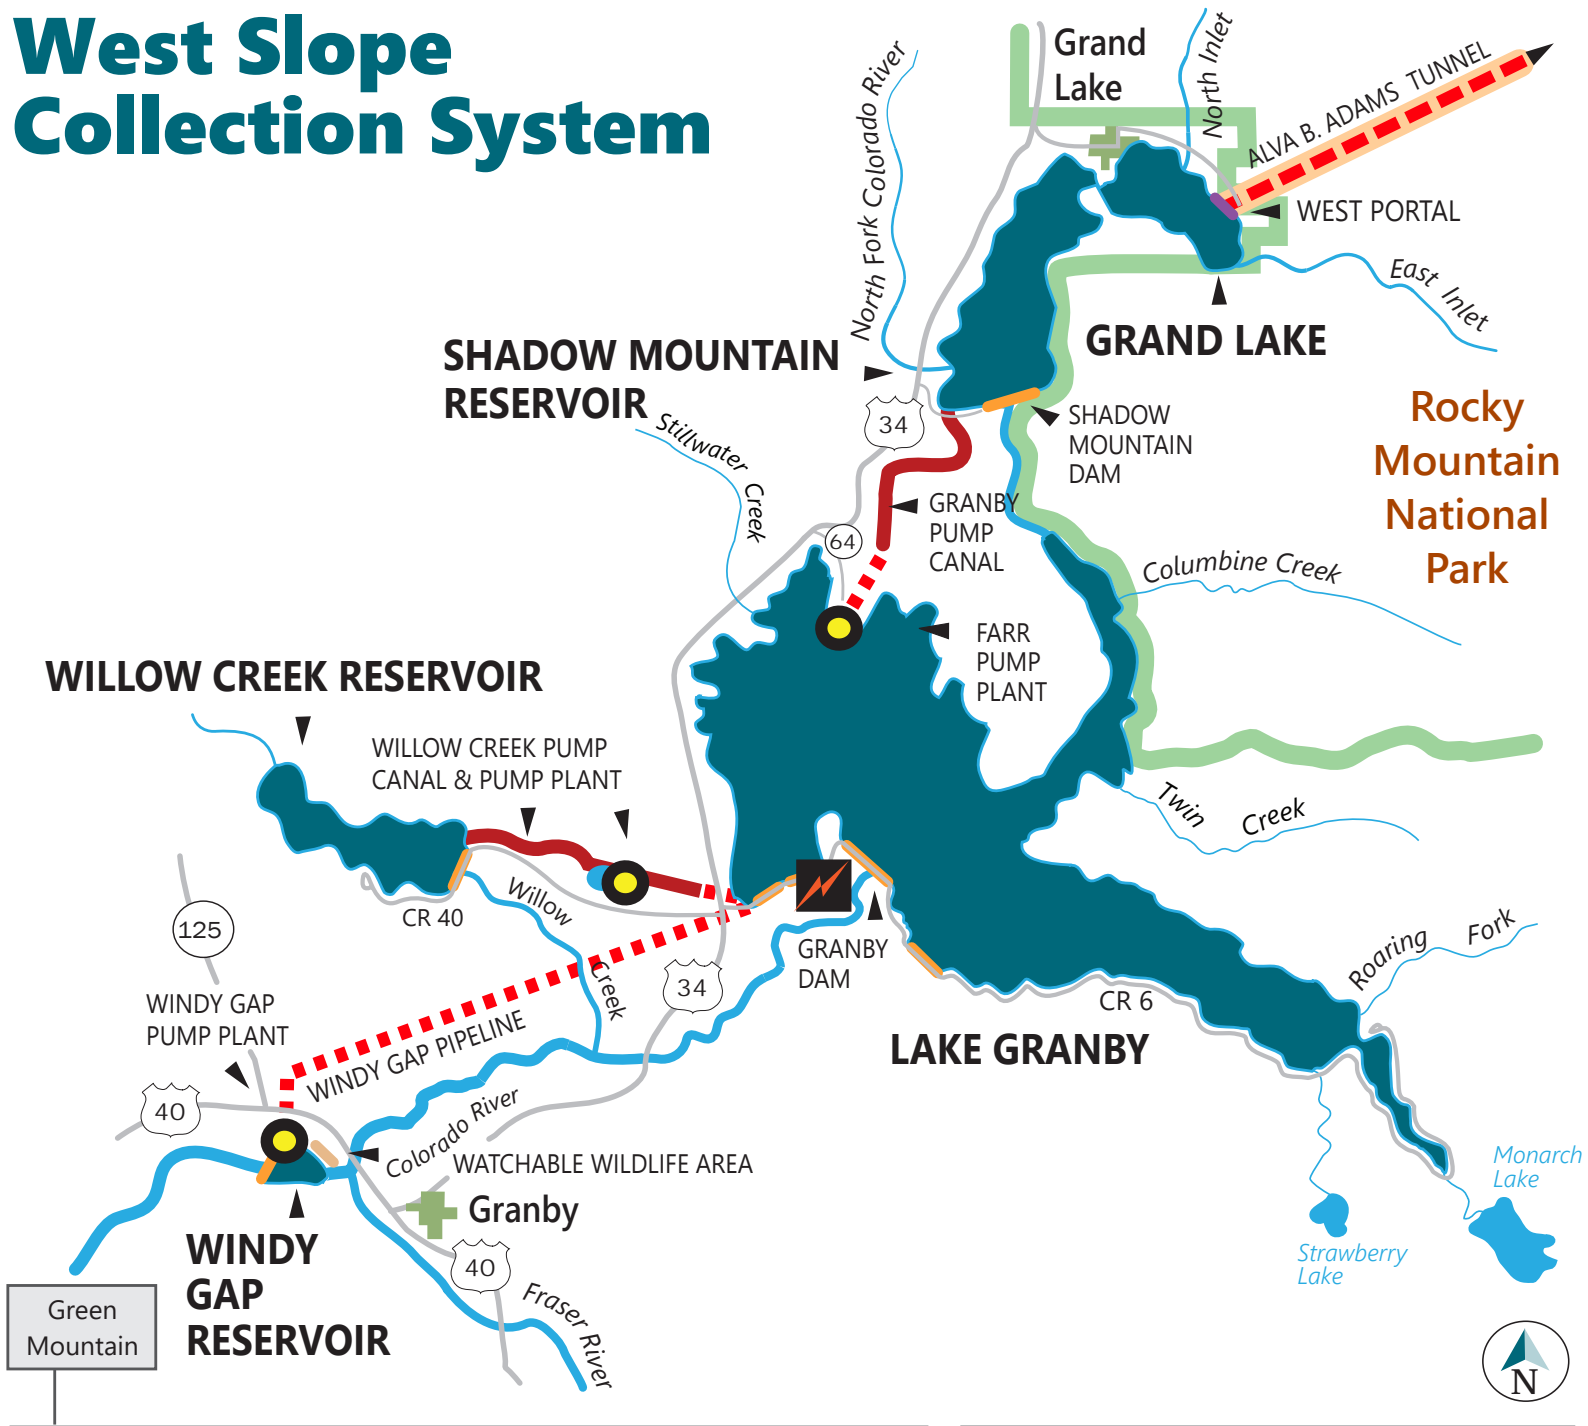 West Slope
Collection System
Grand
Lake
North Inlet
North Fork Colorado River
ALVA B. ADAMS TUNNEL
WEST PORTAL
East Inlet
GRAND LAKE
SHADOW MOUNTAIN
RESERVOIR
34
SHADOW
MOUNTAIN
DAM
Rocky
Mountain
National
Park
Stillwater Creek
GRANBY
PUMP
CANAL
64
Columbine Creek
FARR
PUMP
PLANT
WILLOW CREEK RESERVOIR
WILLOW CREEK PUMP
CANAL & PUMP PLANT
Twin Creek
Willow Creek
CR 40
125
GRANBY
DAM
34
Roaring Fork
CR 6
WINDY GAP
PUMP PLANT
WINDY GAP PIPELINE
LAKE GRANBY
40
Colorado River
WATCHABLE WILDLIFE AREA
Monarch
Lake
Granby
WINDY
GAP
RESERVOIR
40
Strawberry
Lake
Fraser River
Green
Mountain
N